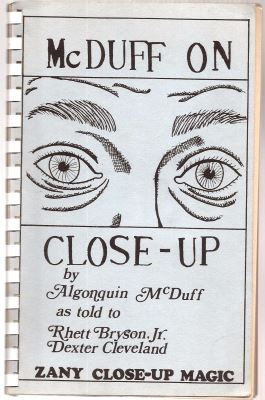 McDUFF ON
CLOSE-UP
by
Algonquin McDuff
as told to
Rhett Bryson, Jr.
Dexter Cleveland
ZANY CLOSE-UP MAGIC